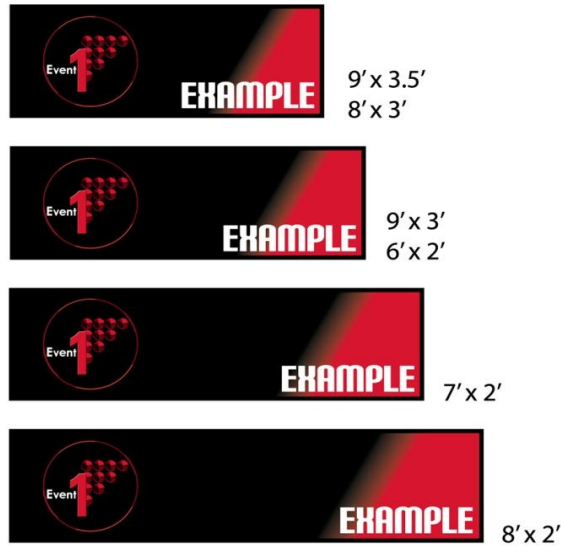 Event 1
EXAMPLE
9’ x 3.5’
8’ x 3’
Event 1
EXAMPLE
9’ x 3’
6’ x 2’
Event 1
EXAMPLE
7’ x 2’
Event 1
EXAMPLE
8’ x 2’